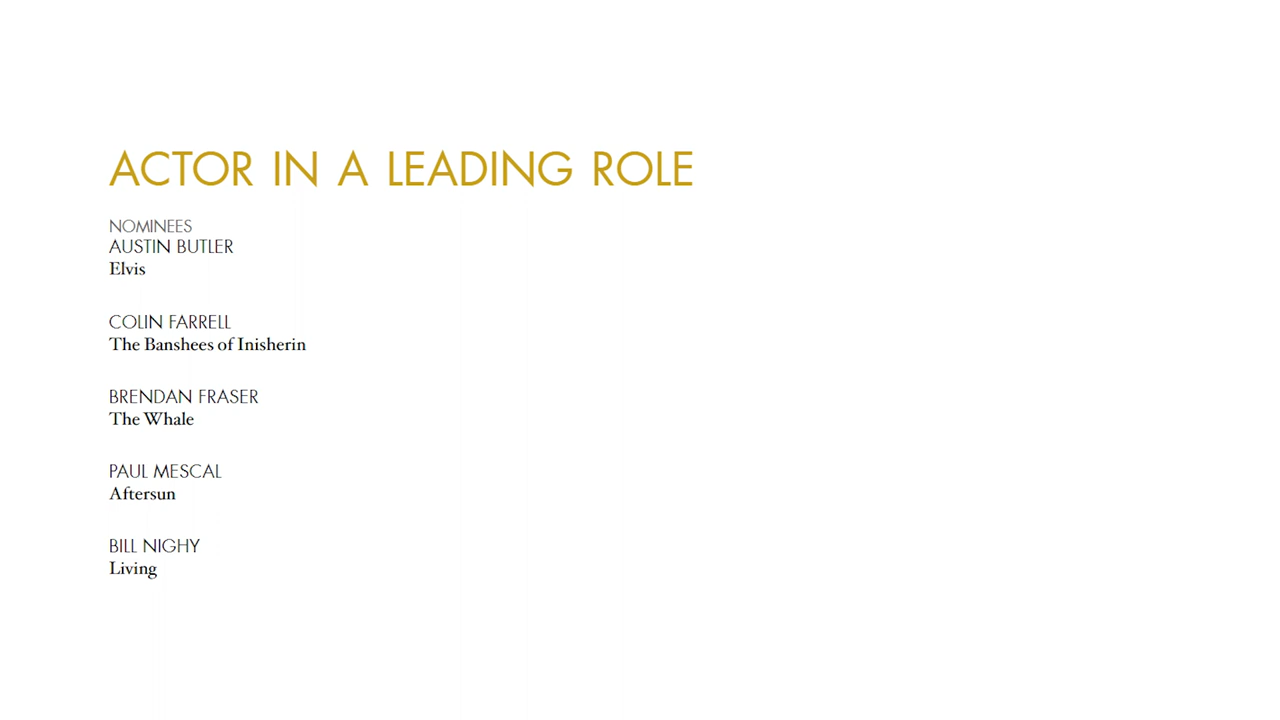 ACTOR IN A LEADING ROLE
NOMINEES
AUSTIN BUTLER
Elvis
COLIN FARRELL
The Banshees of Inisherin
BRENDAN FRASER
The Whale
PAUL MESCAL
Aftersun
BILL NIGHY
Living